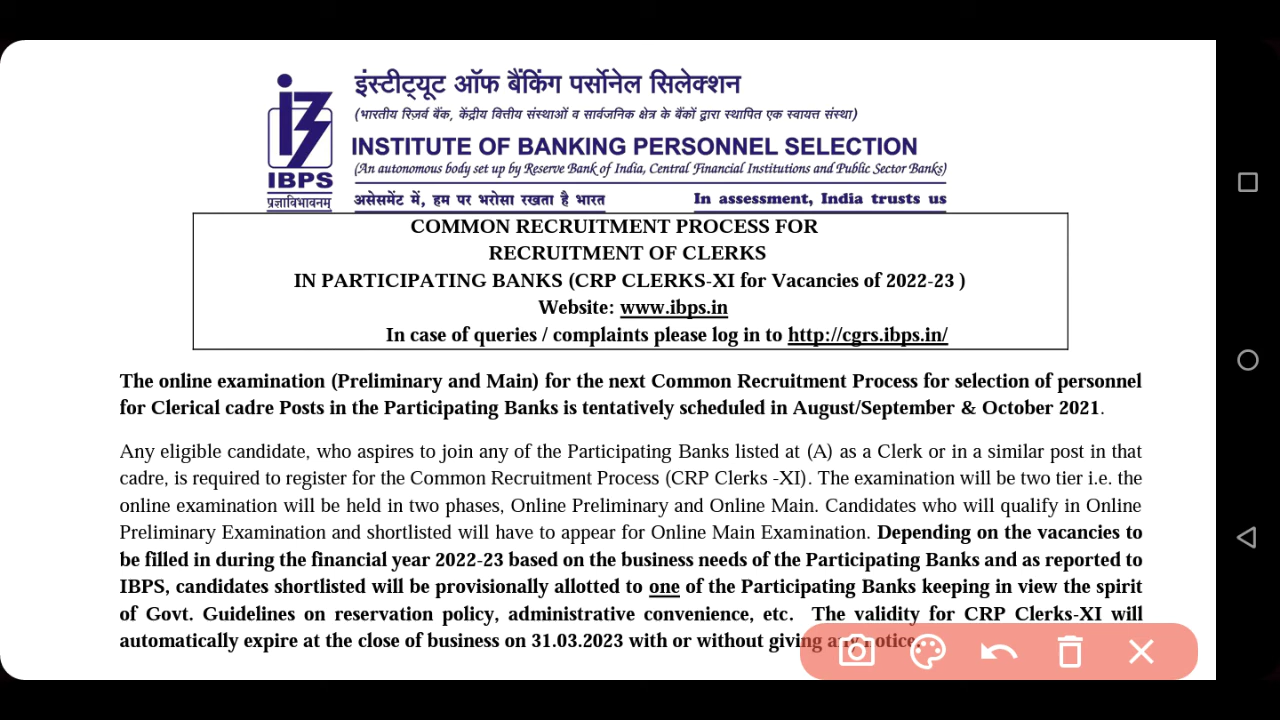 इंस्टीट्यूट ऑफ बैंकिंग पर्सोनेल सिलेक्शन
(भारतीय रिज़र्व बैंक, केंद्रीय वित्तीय संस्थाओं व सार्वजनिक क्षेत्र के बैंकों द्वारा स्थापित एक स्वायत्त संस्था)
INSTITUTE OF BANKING PERSONNEL SELECTION
(An autonomous body set up by Reserve Bank of India, Central Financial Institutions and Public Sector Banks)
IBPS
प्रज्ञाविभावनम्
असेसमेंट में, हम पर भरोसा रखता है भारत In assessment, India trusts us
COMMON RECRUITMENT PROCESS FOR
RECRUITMENT OF CLERKS
IN PARTICIPATING BANKS (CRP CLERKS-XI for Vacancies of 2022-23 )
Website: www.ibps.in
In case of queries / complaints please log in to http://cgrs.ibps.in/
The online examination (Preliminary and Main) for the next Common Recruitment Process for selection of personnel
for Clerical cadre Posts in the Participating Banks is tentatively scheduled in August/September & October 2021.
Any eligible candidate, who aspires to join any of the Participating Banks listed at (A) as a Clerk or in a similar post in that
cadre, is required to register for the Common Recruitment Process (CRP Clerks -XI). The examination will be two tier i.e. the
online examination will be held in two phases, Online Preliminary and Online Main. Candidates who will qualify in Online
Preliminary Examination and shortlisted will have to appear for Online Main Examination. Depending on the vacancies to
be filled in during the financial year 2022-23 based on the business needs of the Participating Banks and as reported to
IBPS, candidates shortlisted will be provisionally allotted to one of the Participating Banks keeping in view the spirit
of Govt. Guidelines on reservation policy, administrative convenience, etc. The validity for CRP Clerks-XI will
automatically expire at the close of business on 31.03.2023 with or without giving any notice.